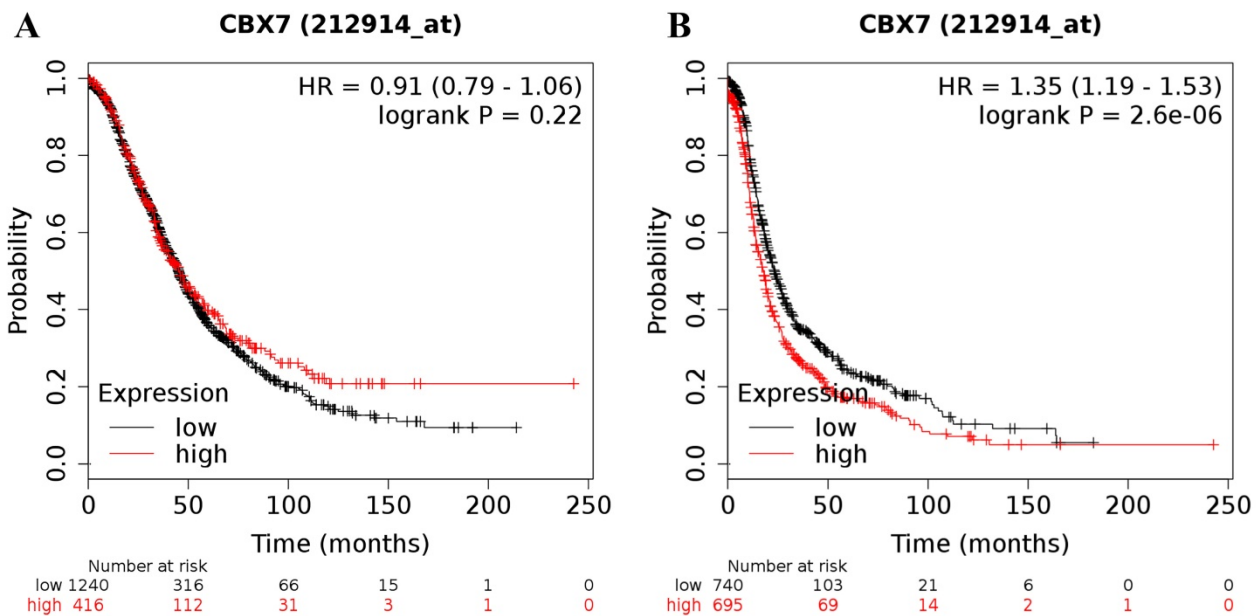 A
CBX7 (212914_at)
HR = 0.91 (0.79 - 1.06)
logrank P = 0.22
Probability
1.0
0.8
0.6
0.4
0.2
0.0
Expression
low
high
0 50 100 150 200 250
Time (months)
Number at risk
low 1240 316 66 15 1 0
high 416 112 31 3 1 0
B
CBX7 (212914_at)
HR = 1.35 (1.19 - 1.53)
logrank P = 2.6e-06
Probability
1.0
0.8
0.6
0.4
0.2
0.0
Expression
low
high
0 50 100 150 200 250
Time (months)
Number at risk
low 740 103 21 6 0 0
high 695 69 14 2 1 0